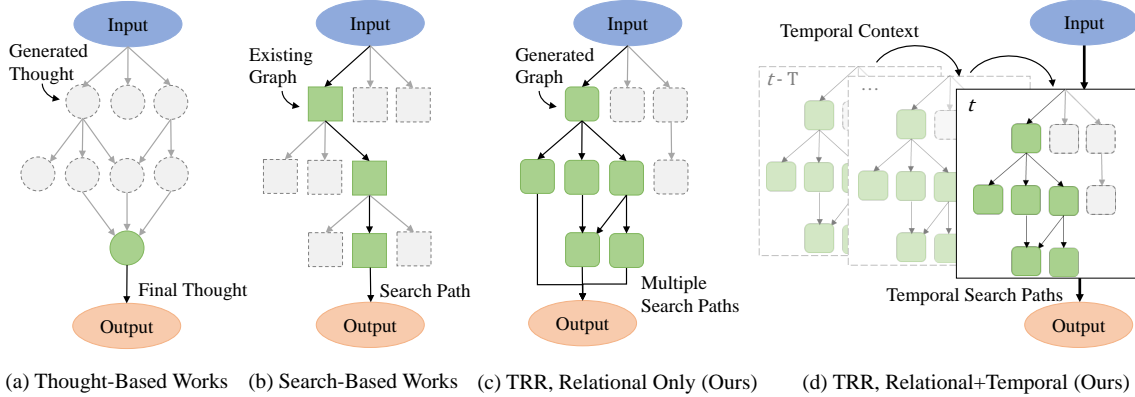 Input
Generated
Thought
Final Thought
Output
(a) Thought-Based Works
Input
Existing
Graph
Search Path
Output
(b) Search-Based Works
Input
Generated
Graph
Multiple
Search Paths
Output
(c) TRR, Relational Only (Ours)
Input
Temporal Context
t - T
...
t
Temporal Search Paths
Output
(d) TRR, Relational+Temporal (Ours)